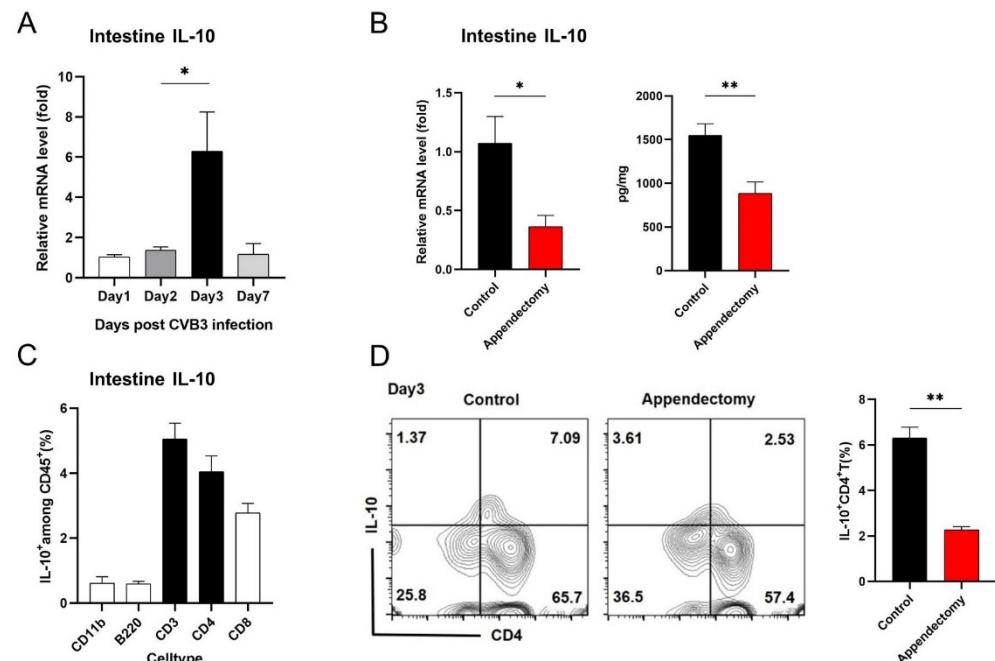 A
Intestine IL-10
Relative mRNA level (fold)
10
8
6
4
2
0
*
Day1 Day2 Day3 Day7
Days post CVB3 infection
B
Intestine IL-10
Relative mRNA level (fold)
1.5
1.0
0.5
0.0
*
Control
Appendectomy
pg/mg
2000
1500
1000
500
0
**
Control
Appendectomy
C
Intestine IL-10
IL-10+among CD45+(%)
6
4
2
0
CD11b
B220
CD3
CD4
CD8
Celltype
D
Day3
Control
Appendectomy
IL-10
1.37 7.09
25.8 65.7
3.61 2.53
36.5 57.4
CD4
IL-10+CD4+T(%)
8
6
4
2
0
**
Control
Appendectomy